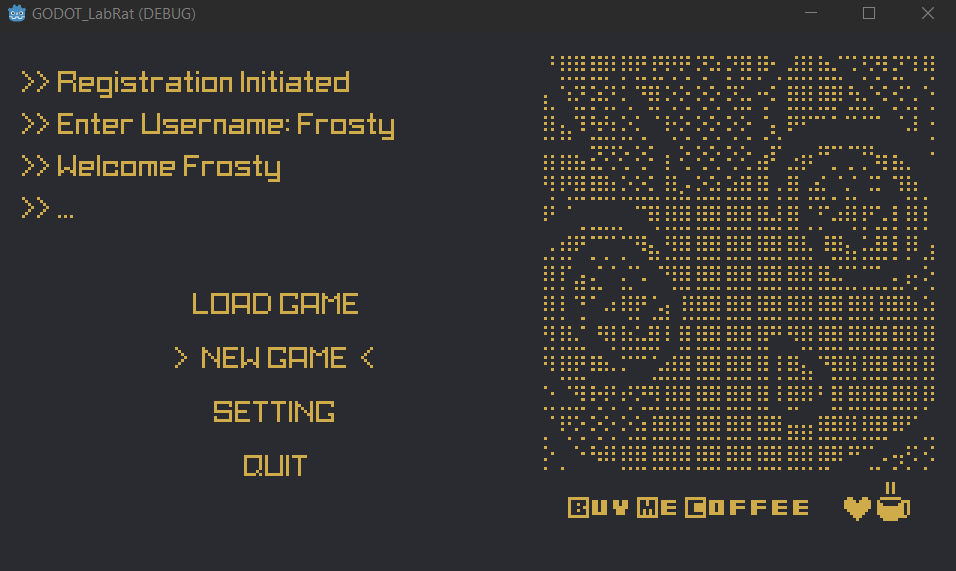 GODOT_LabRat (DEBUG)
>> Registration Initiated
>> Enter Username: Frosty
>> Welcome Frosty
>> ...
LOAD GAME
> NEW GAME <
SETTING
QUIT
BUY ME COFFEE